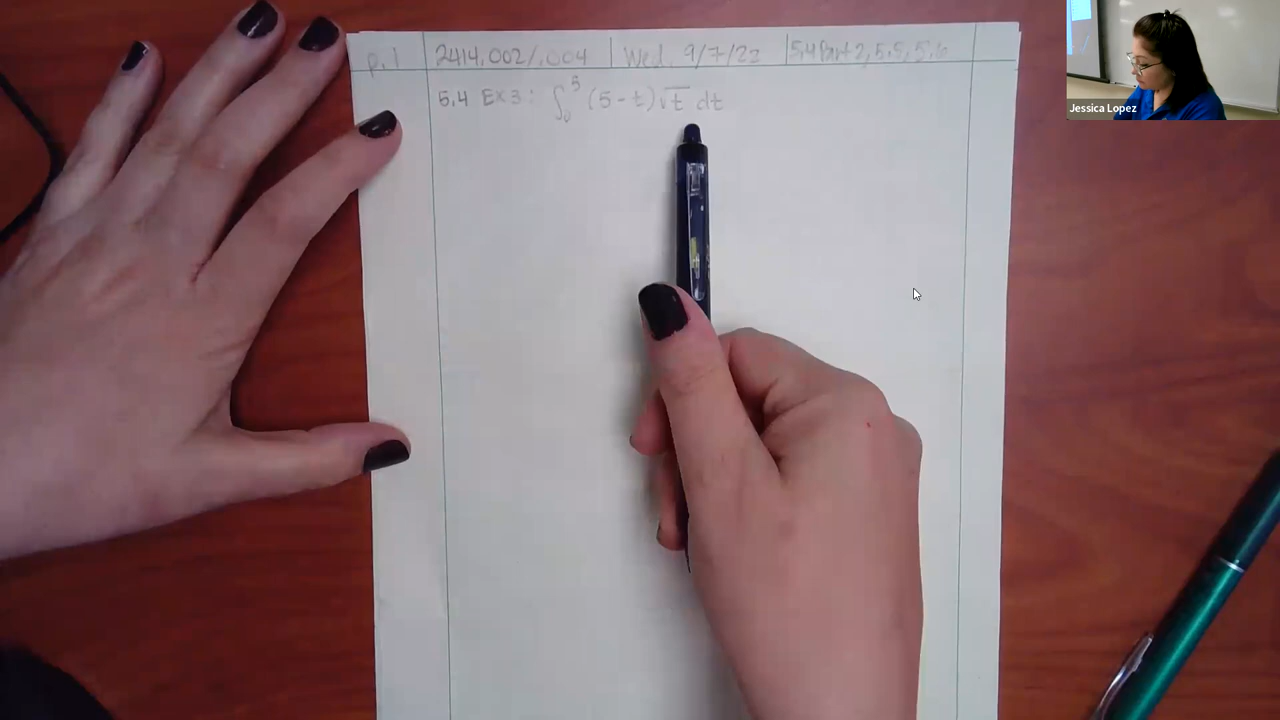 p.1 2414.002/.004 Wed. 9/7/22 5.4 Part 2, 5.5, 5.6
5.4 Ex 3: ∫₀⁵ (5-t)√t dt
Jessica Lopez